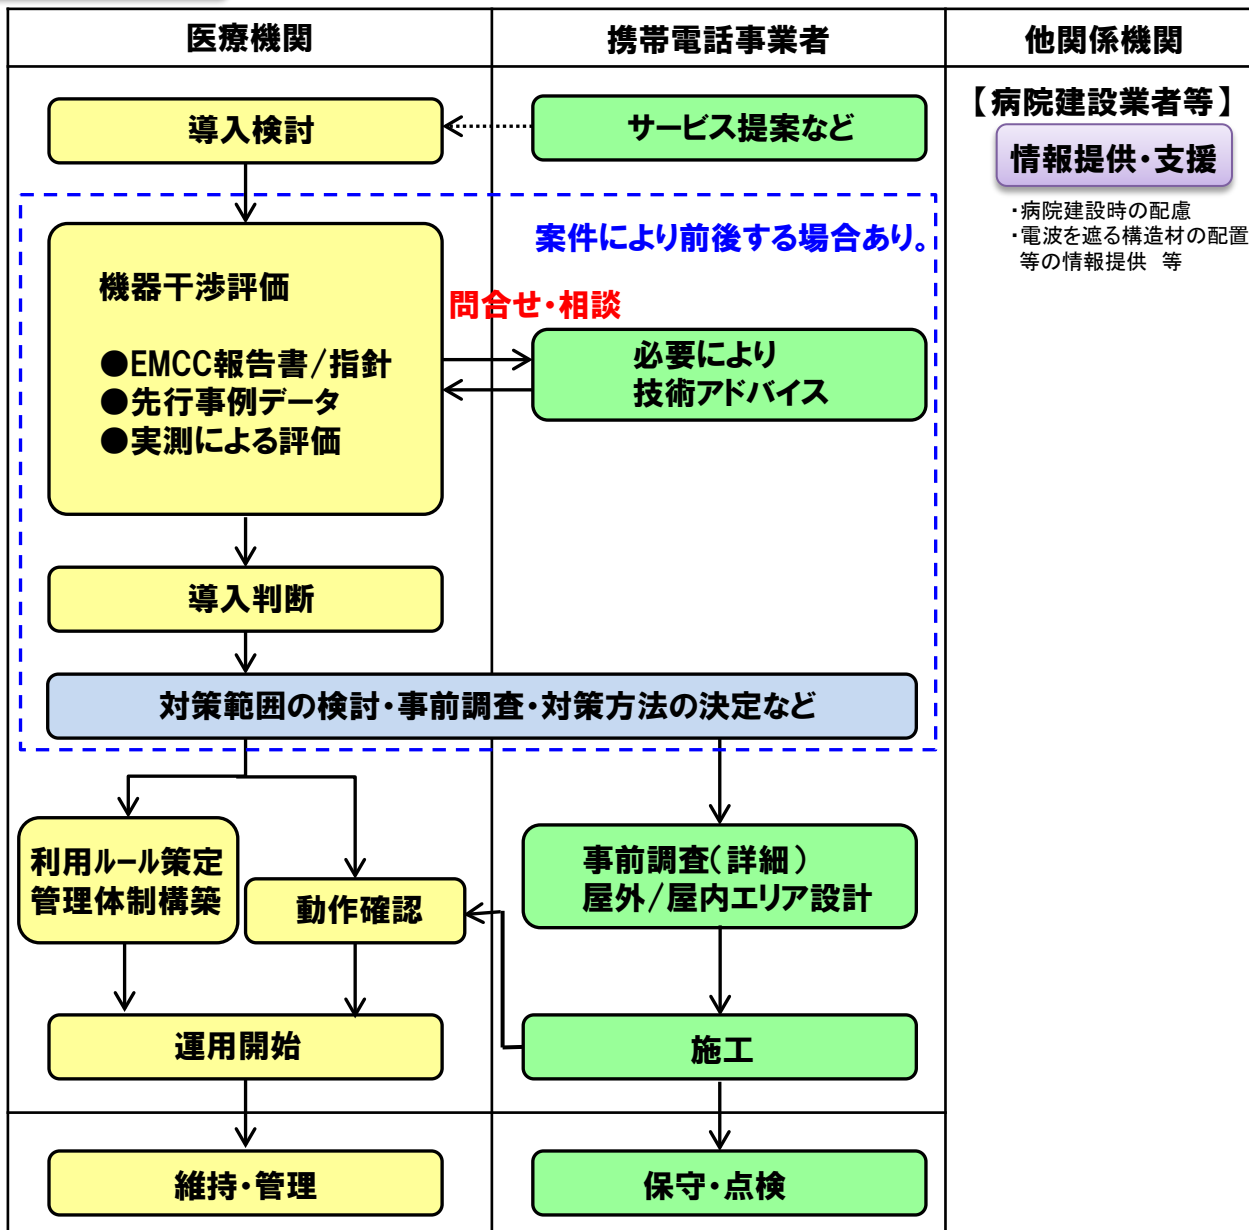 医療機関
携帯電話事業者
他関係機関
導入検討
サービス提案など
【病院建設業者等】
情報提供・支援
・病院建設時の配慮
・電波を遮る構造材の配置
等の情報提供 等
案件により前後する場合あり。
機器干渉評価
●EMCC報告書/指針
●先行事例データ
●実測による評価
問合せ・相談
必要により
技術アドバイス
導入判断
対策範囲の検討・事前調査・対策方法の決定など
利用ルール策定
管理体制構築
動作確認
事前調査(詳細)
屋外/屋内エリア設計
運用開始
施工
維持・管理
保守・点検